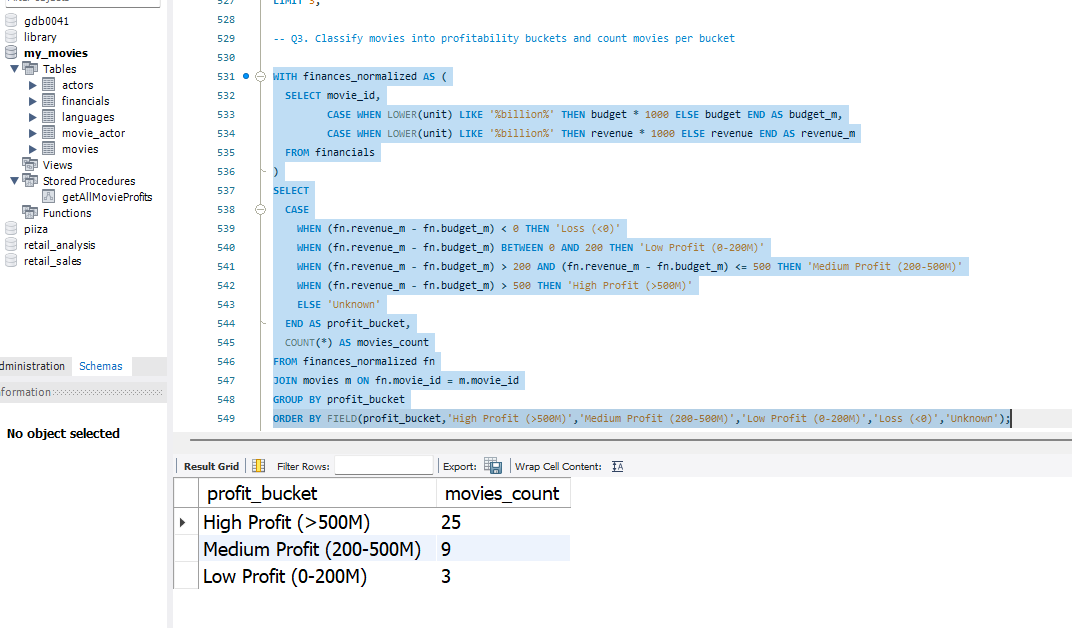 gdb0041
library
my_movies
Tables
actors
financials
languages
movie_actor
movies
Views
Stored Procedures
getAllMovieProfits
Functions
piiza
retail_analysis
retail_sales
dministration Schemas
formation
No object selected
527 LIMIT 5;
528
529 -- Q3. Classify movies into profitability buckets and count movies per bucket
530
531 WITH finances_normalized AS (
532 SELECT movie_id,
533 CASE WHEN LOWER(unit) LIKE '%billion%' THEN budget * 1000 ELSE budget END AS budget_m,
534 CASE WHEN LOWER(unit) LIKE '%billion%' THEN revenue * 1000 ELSE revenue END AS revenue_m
535 FROM financials
536 )
537 SELECT
538 CASE
539 WHEN (fn.revenue_m - fn.budget_m) < 0 THEN 'Loss (<0)'
540 WHEN (fn.revenue_m - fn.budget_m) BETWEEN 0 AND 200 THEN 'Low Profit (0-200M)'
541 WHEN (fn.revenue_m - fn.budget_m) > 200 AND (fn.revenue_m - fn.budget_m) <= 500 THEN 'Medium Profit (200-500M)'
542 WHEN (fn.revenue_m - fn.budget_m) > 500 THEN 'High Profit (>500M)'
543 ELSE 'Unknown'
544 END AS profit_bucket,
545 COUNT(*) AS movies_count
546 FROM finances_normalized fn
547 JOIN movies m ON fn.movie_id = m.movie_id
548 GROUP BY profit_bucket
549 ORDER BY FIELD(profit_bucket,'High Profit (>500M)','Medium Profit (200-500M)','Low Profit (0-200M)','Loss (<0)','Unknown');
Result Grid Filter Rows: Export: Wrap Cell Content:
profit_bucket movies_count
High Profit (>500M) 25
Medium Profit (200-500M) 9
Low Profit (0-200M) 3